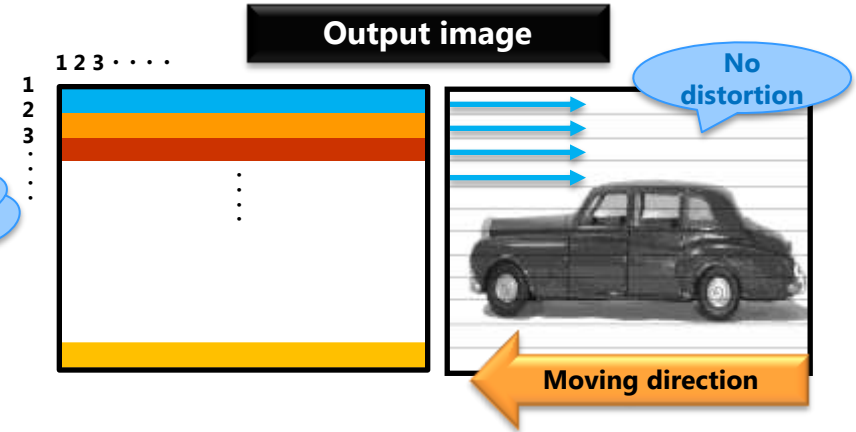 Output image
1 2 3 ・・・・
1
2
3
・
・
・
・
・
・
・
・
No
distortion
Moving direction